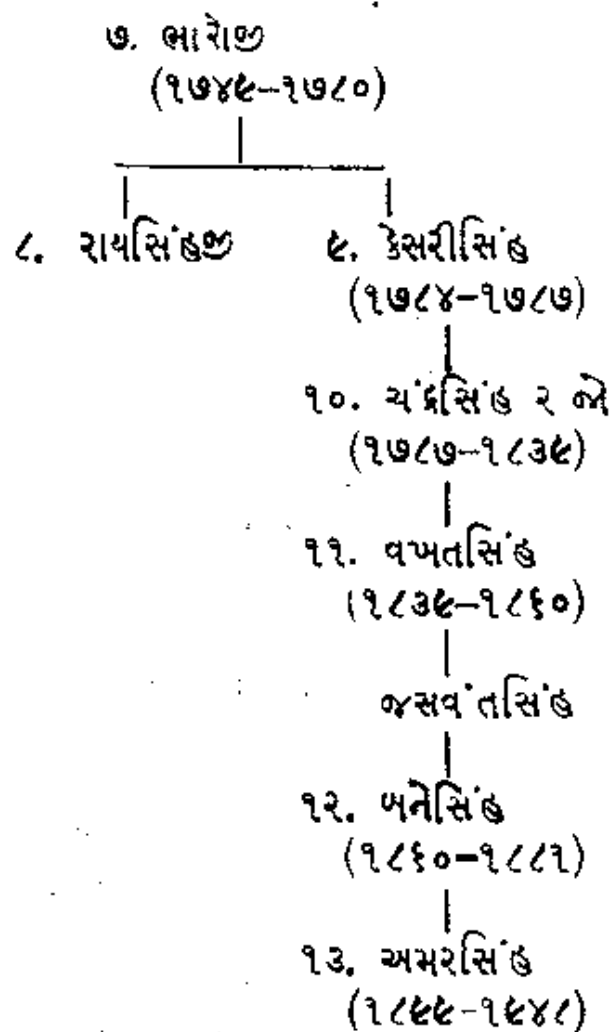 ૭. ભારોજી
(૧૭૪૯–૧૭૮૦)
૮. રાયસિંહજી ૯. કેસરીસિંહ
(૧૭૮૪–૧૭૮૭)
૧૦. ચંદ્રસિંહ ૨ જો
(૧૭૮૭–૧૮૩૯)
૧૧. વખતસિંહ
(૧૮૩૯–૧૮૬૦)
જસવંતસિંહ
૧૨. બનેસિંહ
(૧૮૬૦–૧૮૮૧)
૧૩. અમરસિંહ
(૧૮૯૯-૧૯૪૮)